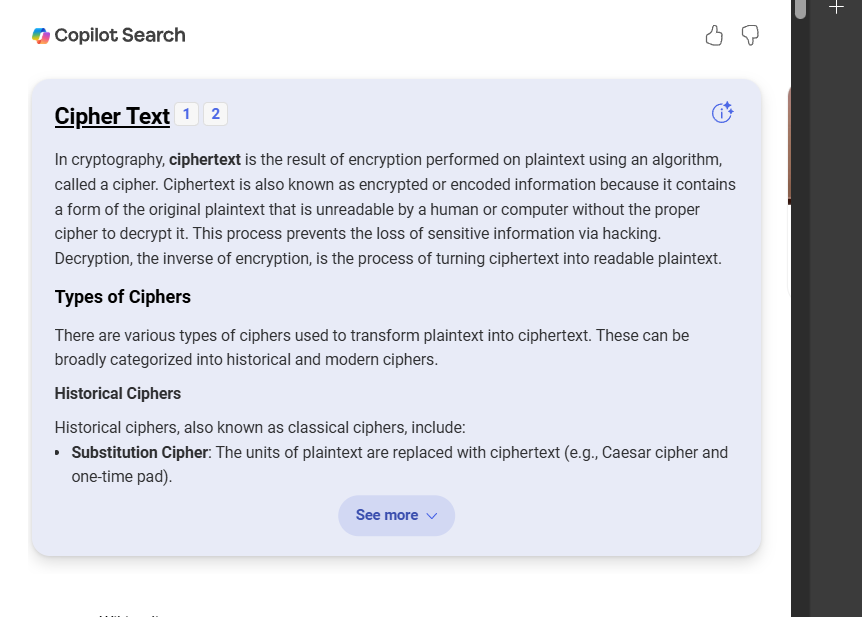 Copilot Search
Cipher Text 1 2
In cryptography, ciphertext is the result of encryption performed on plaintext using an algorithm,
called a cipher. Ciphertext is also known as encrypted or encoded information because it contains
a form of the original plaintext that is unreadable by a human or computer without the proper
cipher to decrypt it. This process prevents the loss of sensitive information via hacking.
Decryption, the inverse of encryption, is the process of turning ciphertext into readable plaintext.
Types of Ciphers
There are various types of ciphers used to transform plaintext into ciphertext. These can be
broadly categorized into historical and modern ciphers.
Historical Ciphers
Historical ciphers, also known as classical ciphers, include:
• Substitution Cipher: The units of plaintext are replaced with ciphertext (e.g., Caesar cipher and
one-time pad).
See more